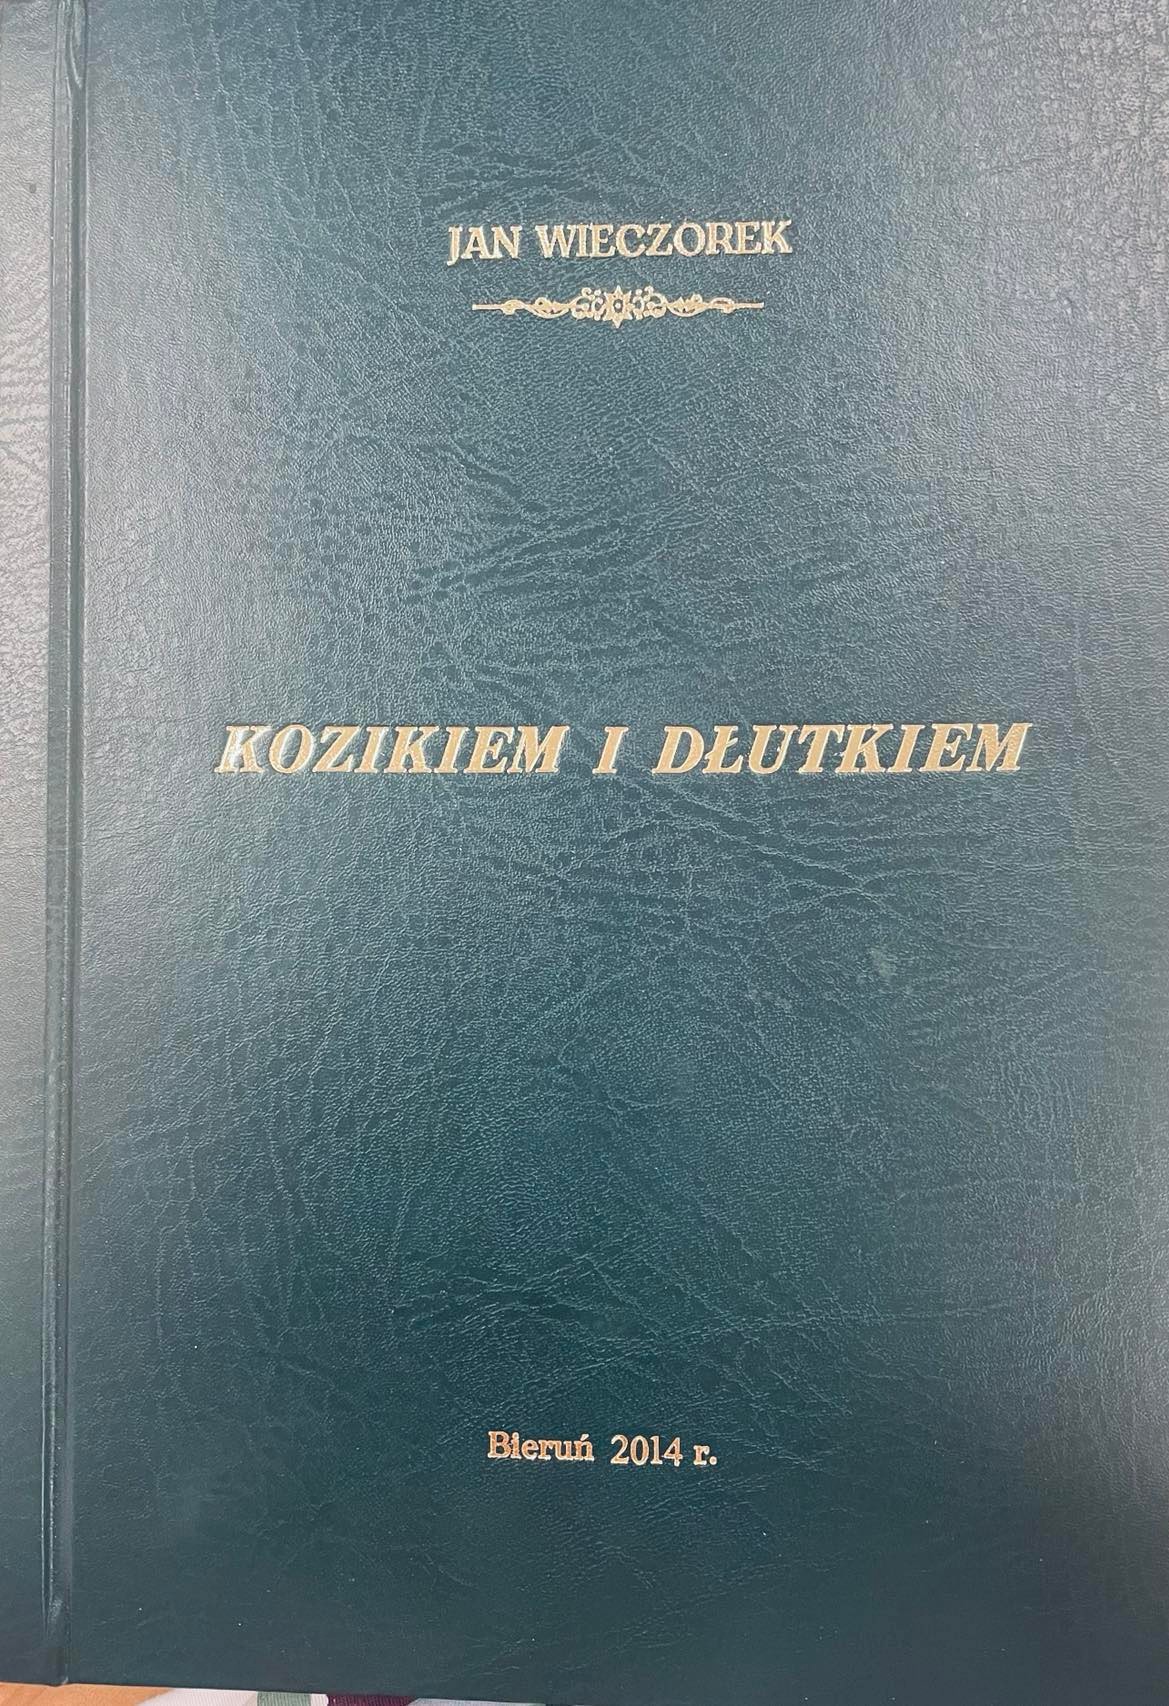 JAN WIECZOREK
KOZIKIEM I DŁUTKIEM
Bieruń 2014 r.